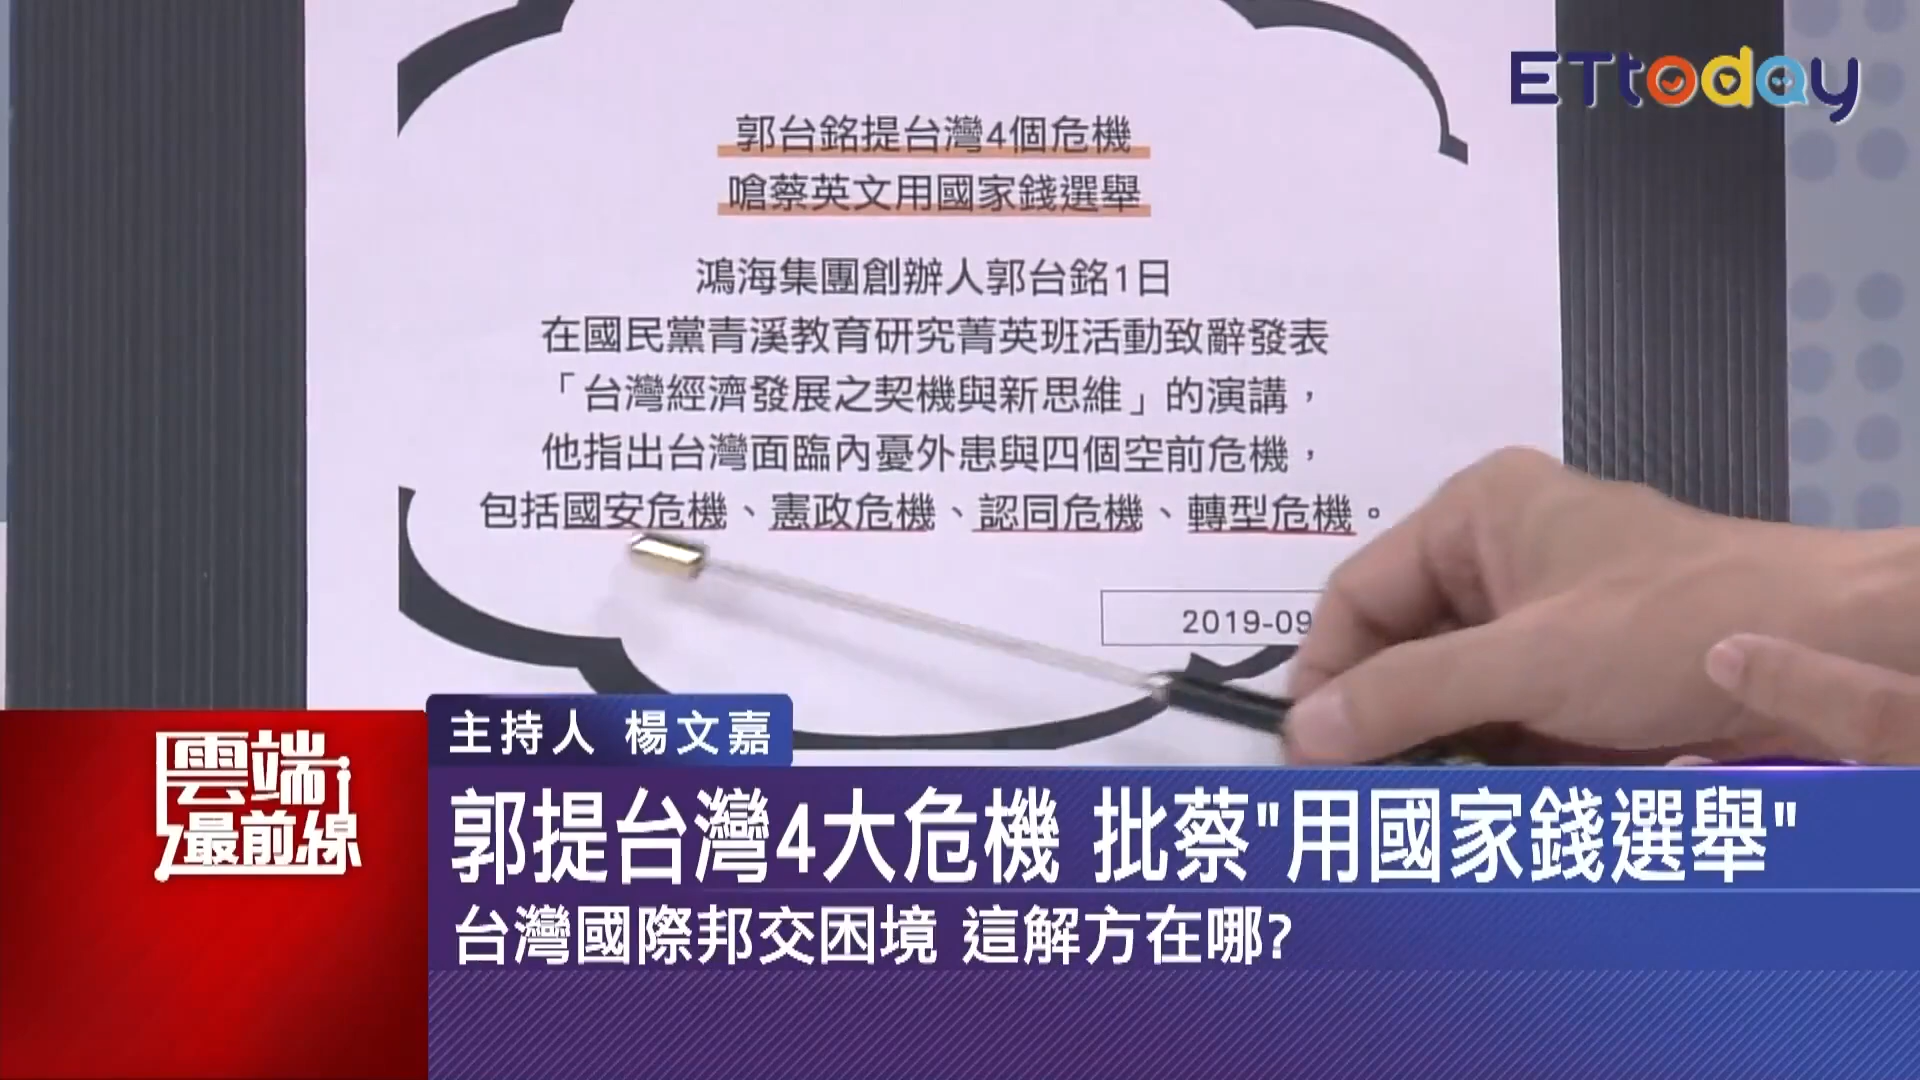 ETtoday
郭台銘提台灣4個危機
嗆蔡英文用國家錢選舉
鴻海集團創辦人郭台銘1日
在國民黨青溪教育研究菁英班活動致辭發表
「台灣經濟發展之契機與新思維」的演講，
他指出台灣面臨內憂外患與四個空前危機，
包括國安危機、憲政危機、認同危機、轉型危機。
2019-09
主持人 楊文嘉
雲端
最前線
郭提台灣4大危機 批蔡"用國家錢選舉"
台灣國際邦交困境 這解方在哪?